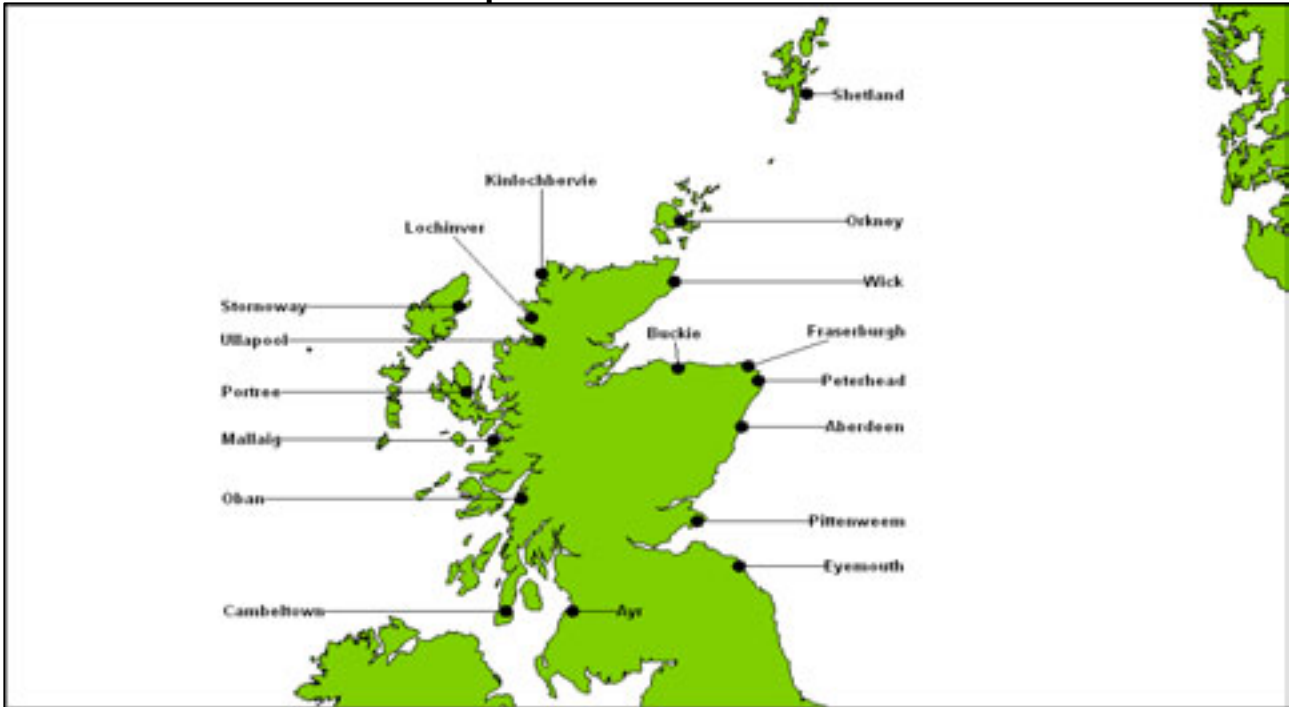 Shetland
Kinlochbervie
Orkney
Lochinver
Wick
Stornoway
Buckie
Fraserburgh
Ullapool
Peterhead
Portree
Aberdeen
Mallaig
Oban
Pittenweem
Eyemouth
Cambeltown
Ayr